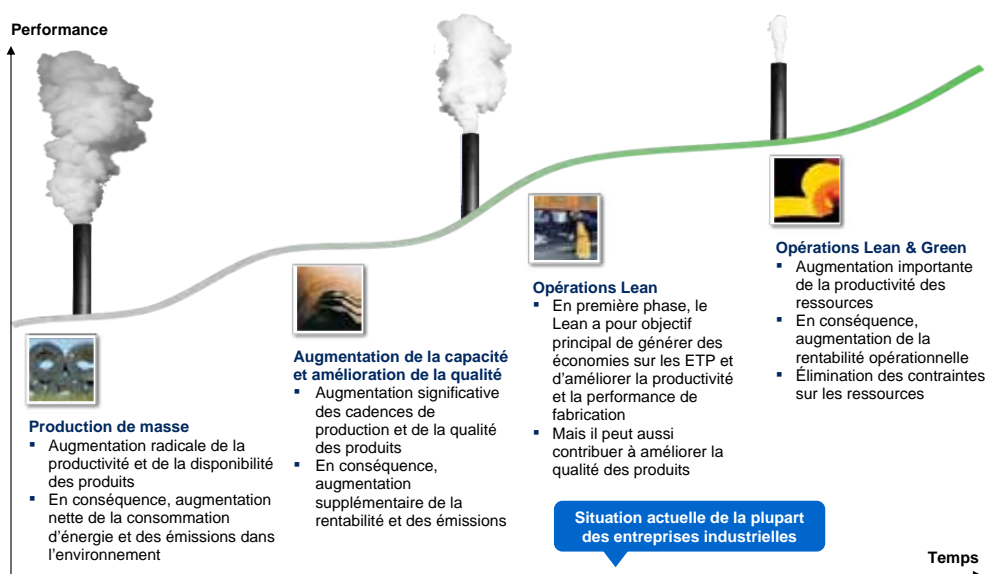 Performance
Production de masse
▪ Augmentation radicale de la
productivité et de la disponibilité
des produits
▪ En conséquence, augmentation
nette de la consommation
d'énergie et des émissions dans
l'environnement
Augmentation de la capacité
et amélioration de la qualité
▪ Augmentation significative
des cadences de
production et de la qualité
des produits
▪ En conséquence,
augmentation
supplémentaire de la
rentabilité et des émissions
Opérations Lean
▪ En première phase, le
Lean a pour objectif
principal de générer des
économies sur les ETP et
d'améliorer la productivité
et la performance de
fabrication
▪ Mais il peut aussi
contribuer à améliorer la
qualité des produits
Opérations Lean & Green
▪ Augmentation importante
de la productivité des
ressources
▪ En conséquence,
augmentation de la
rentabilité opérationnelle
▪ Élimination des contraintes
sur les ressources
Situation actuelle de la plupart
des entreprises industrielles
Temps